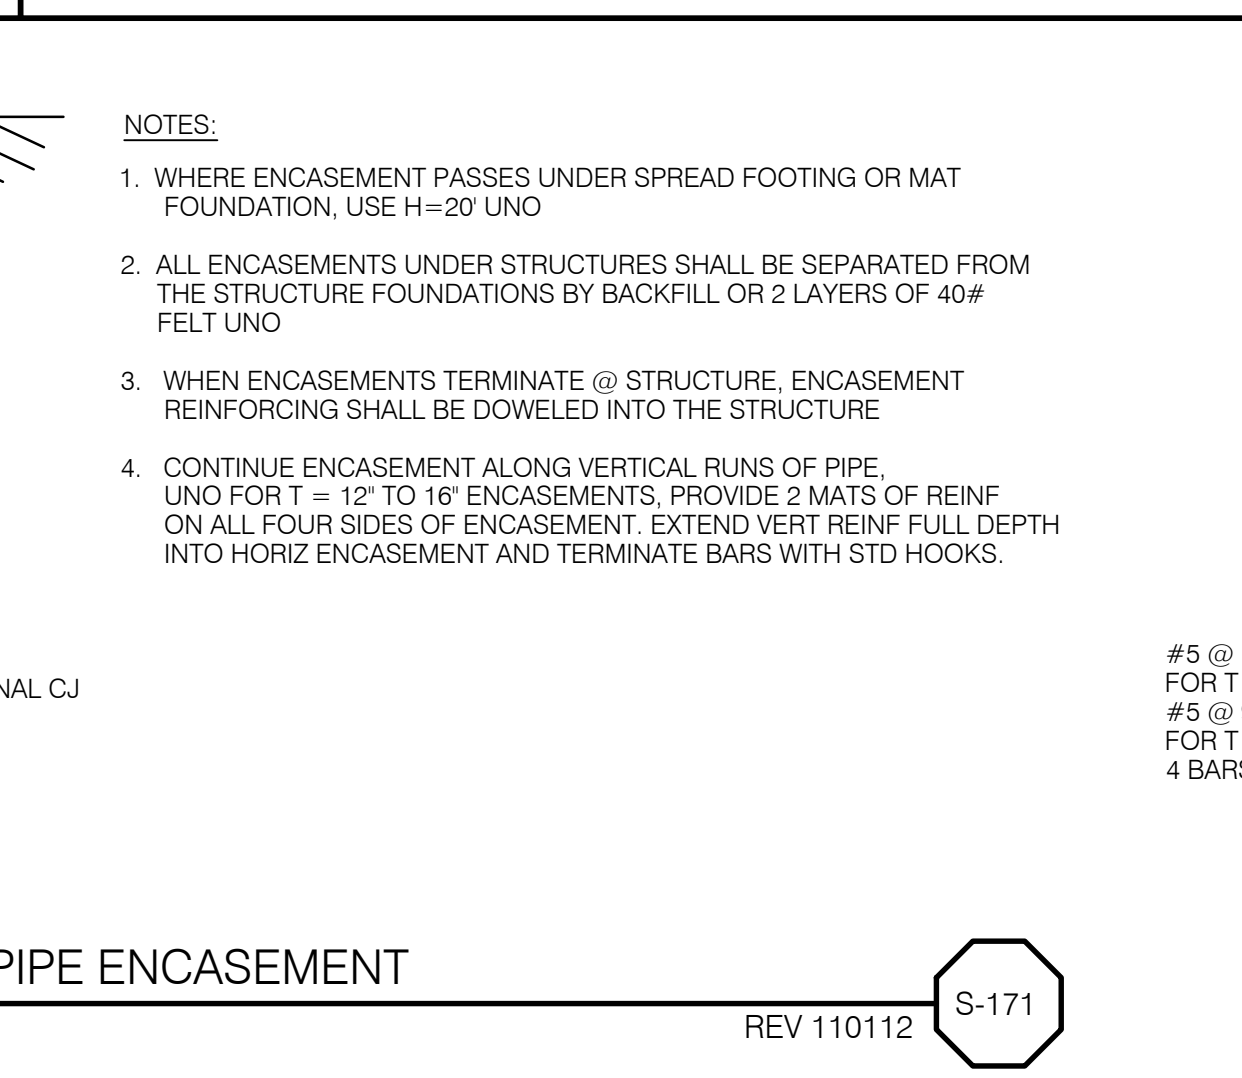 NOTES:
1. WHERE ENCASEMENT PASSES UNDER SPREAD FOOTING OR MAT
FOUNDATION, USE H=20' UNO
2. ALL ENCASEMENTS UNDER STRUCTURES SHALL BE SEPARATED FROM
THE STRUCTURE FOUNDATIONS BY BACKFILL OR 2 LAYERS OF 40#
FELT UNO
3. WHEN ENCASEMENTS TERMINATE @ STRUCTURE, ENCASEMENT
REINFORCING SHALL BE DOWELED INTO THE STRUCTURE
4. CONTINUE ENCASEMENT ALONG VERTICAL RUNS OF PIPE,
UNO FOR T = 12" TO 16" ENCASEMENTS, PROVIDE 2 MATS OF REINF
ON ALL FOUR SIDES OF ENCASEMENT. EXTEND VERT REINF FULL DEPTH
INTO HORIZ ENCASEMENT AND TERMINATE BARS WITH STD HOOKS.
NAL CJ
#5 @
FOR T
#5 @
FOR T
4 BARS
PIPE ENCASEMENT
REV 110112
S-171